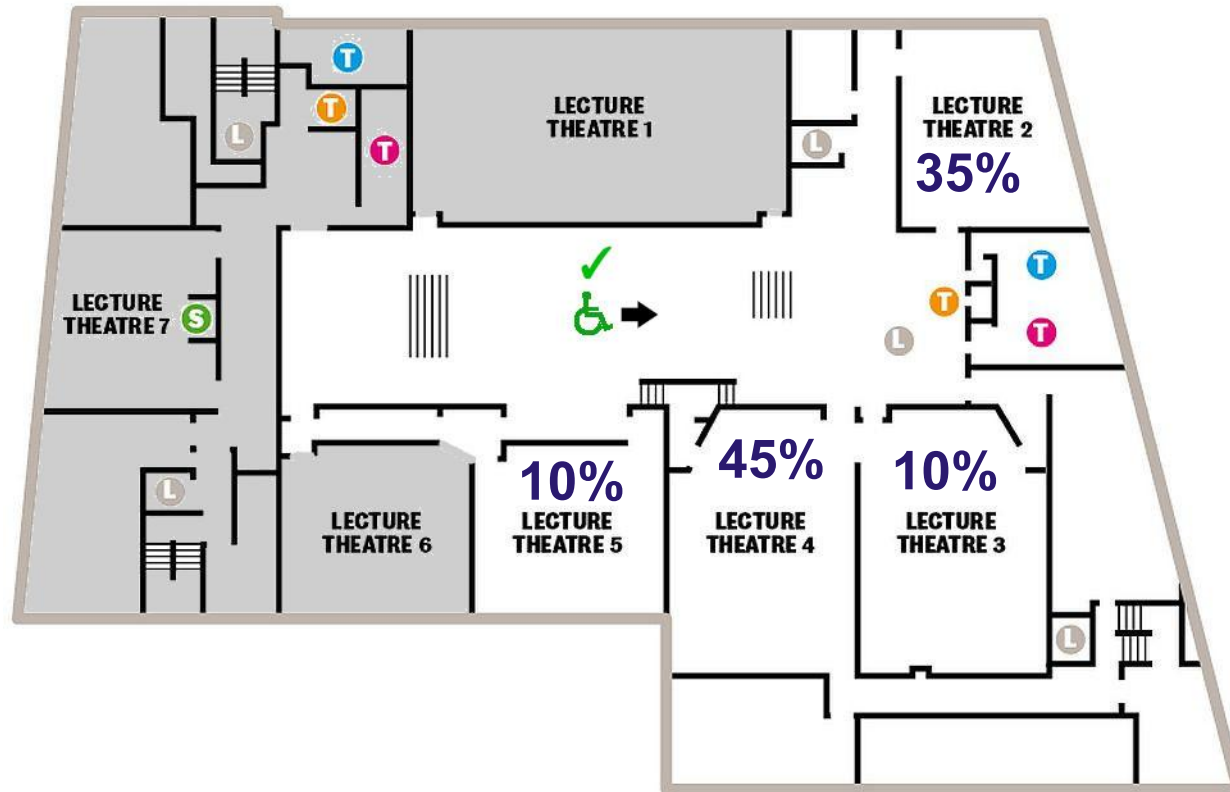 T
T
T
L
LECTURE
THEATRE 1
L
LECTURE
THEATRE 2
35%
T
T
T
L
LECTURE
THEATRE 7
S
✓
L
LECTURE
THEATRE 6
10%
LECTURE
THEATRE 5
45%
LECTURE
THEATRE 4
10%
LECTURE
THEATRE 3
L